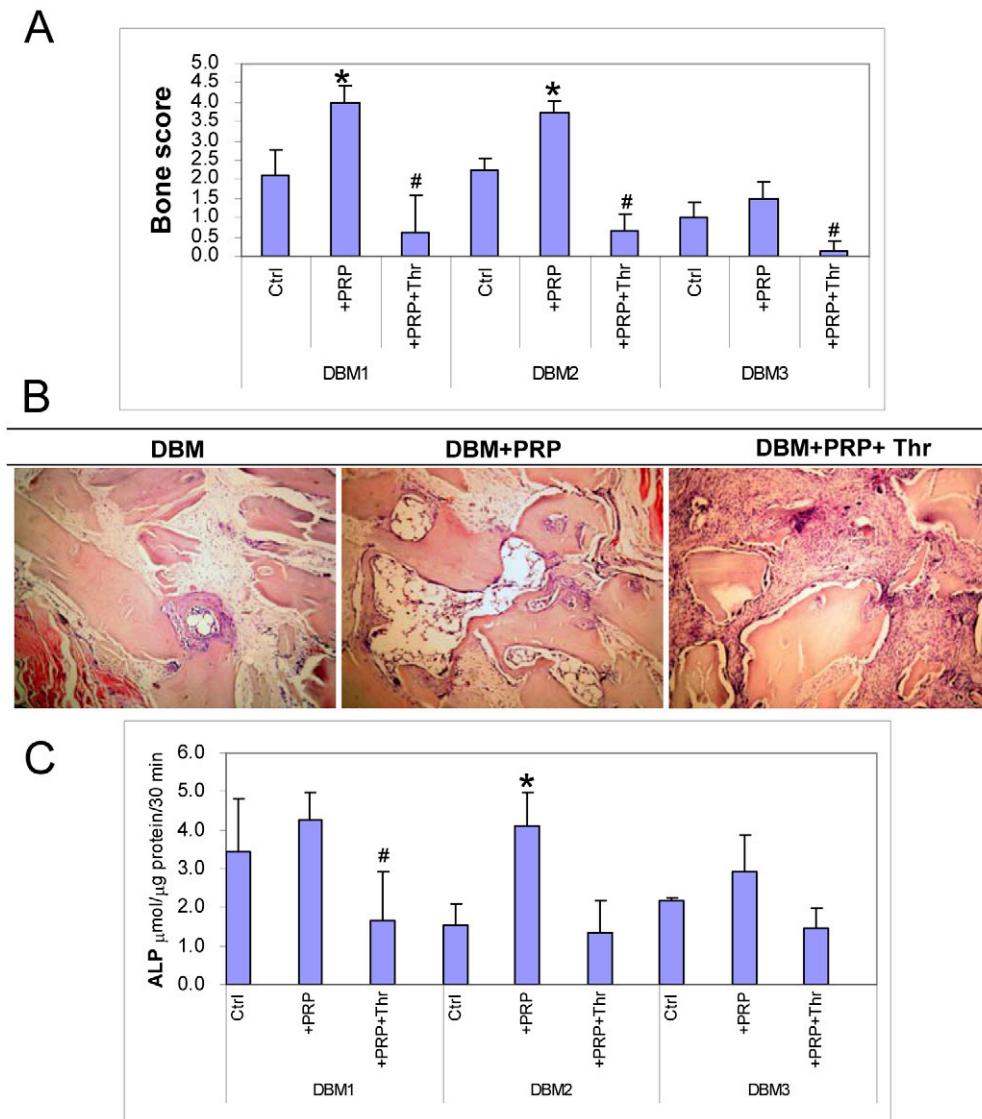 A
Bone score
5.0
4.5
4.0
3.5
3.0
2.5
2.0
1.5
1.0
0.5
0.0
*
#
*
#
#
Ctrl
+PRP
+PRP+Thr
Ctrl
+PRP
+PRP+Thr
Ctrl
+PRP
+PRP+Thr
DBM1 DBM2 DBM3
B
DBM DBM+PRP DBM+PRP+ Thr
C
ALP μmol/μg protein/30 min
6.0
5.0
4.0
3.0
2.0
1.0
0.0
#
*
Ctrl
+PRP
+PRP+Thr
Ctrl
+PRP
+PRP+Thr
Ctrl
+PRP
+PRP+Thr
DBM1 DBM2 DBM3